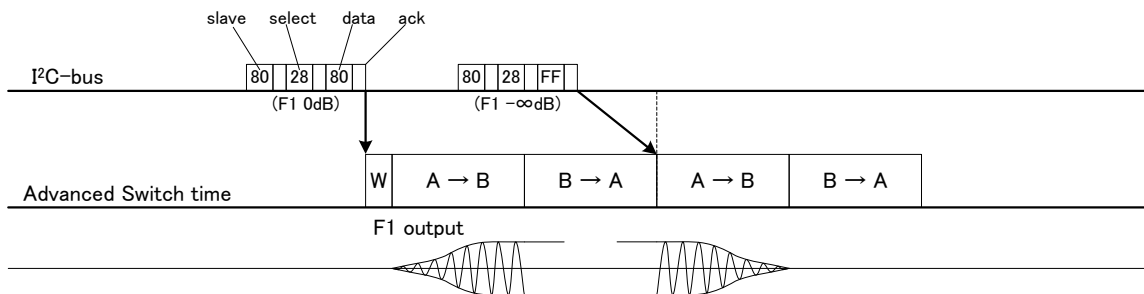 slave select data ack
I²C-bus 80 28 80 80 28 FF
(F1 0dB) (F1 -∞dB)
Advanced Switch time W A → B B → A A → B B → A
F1 output